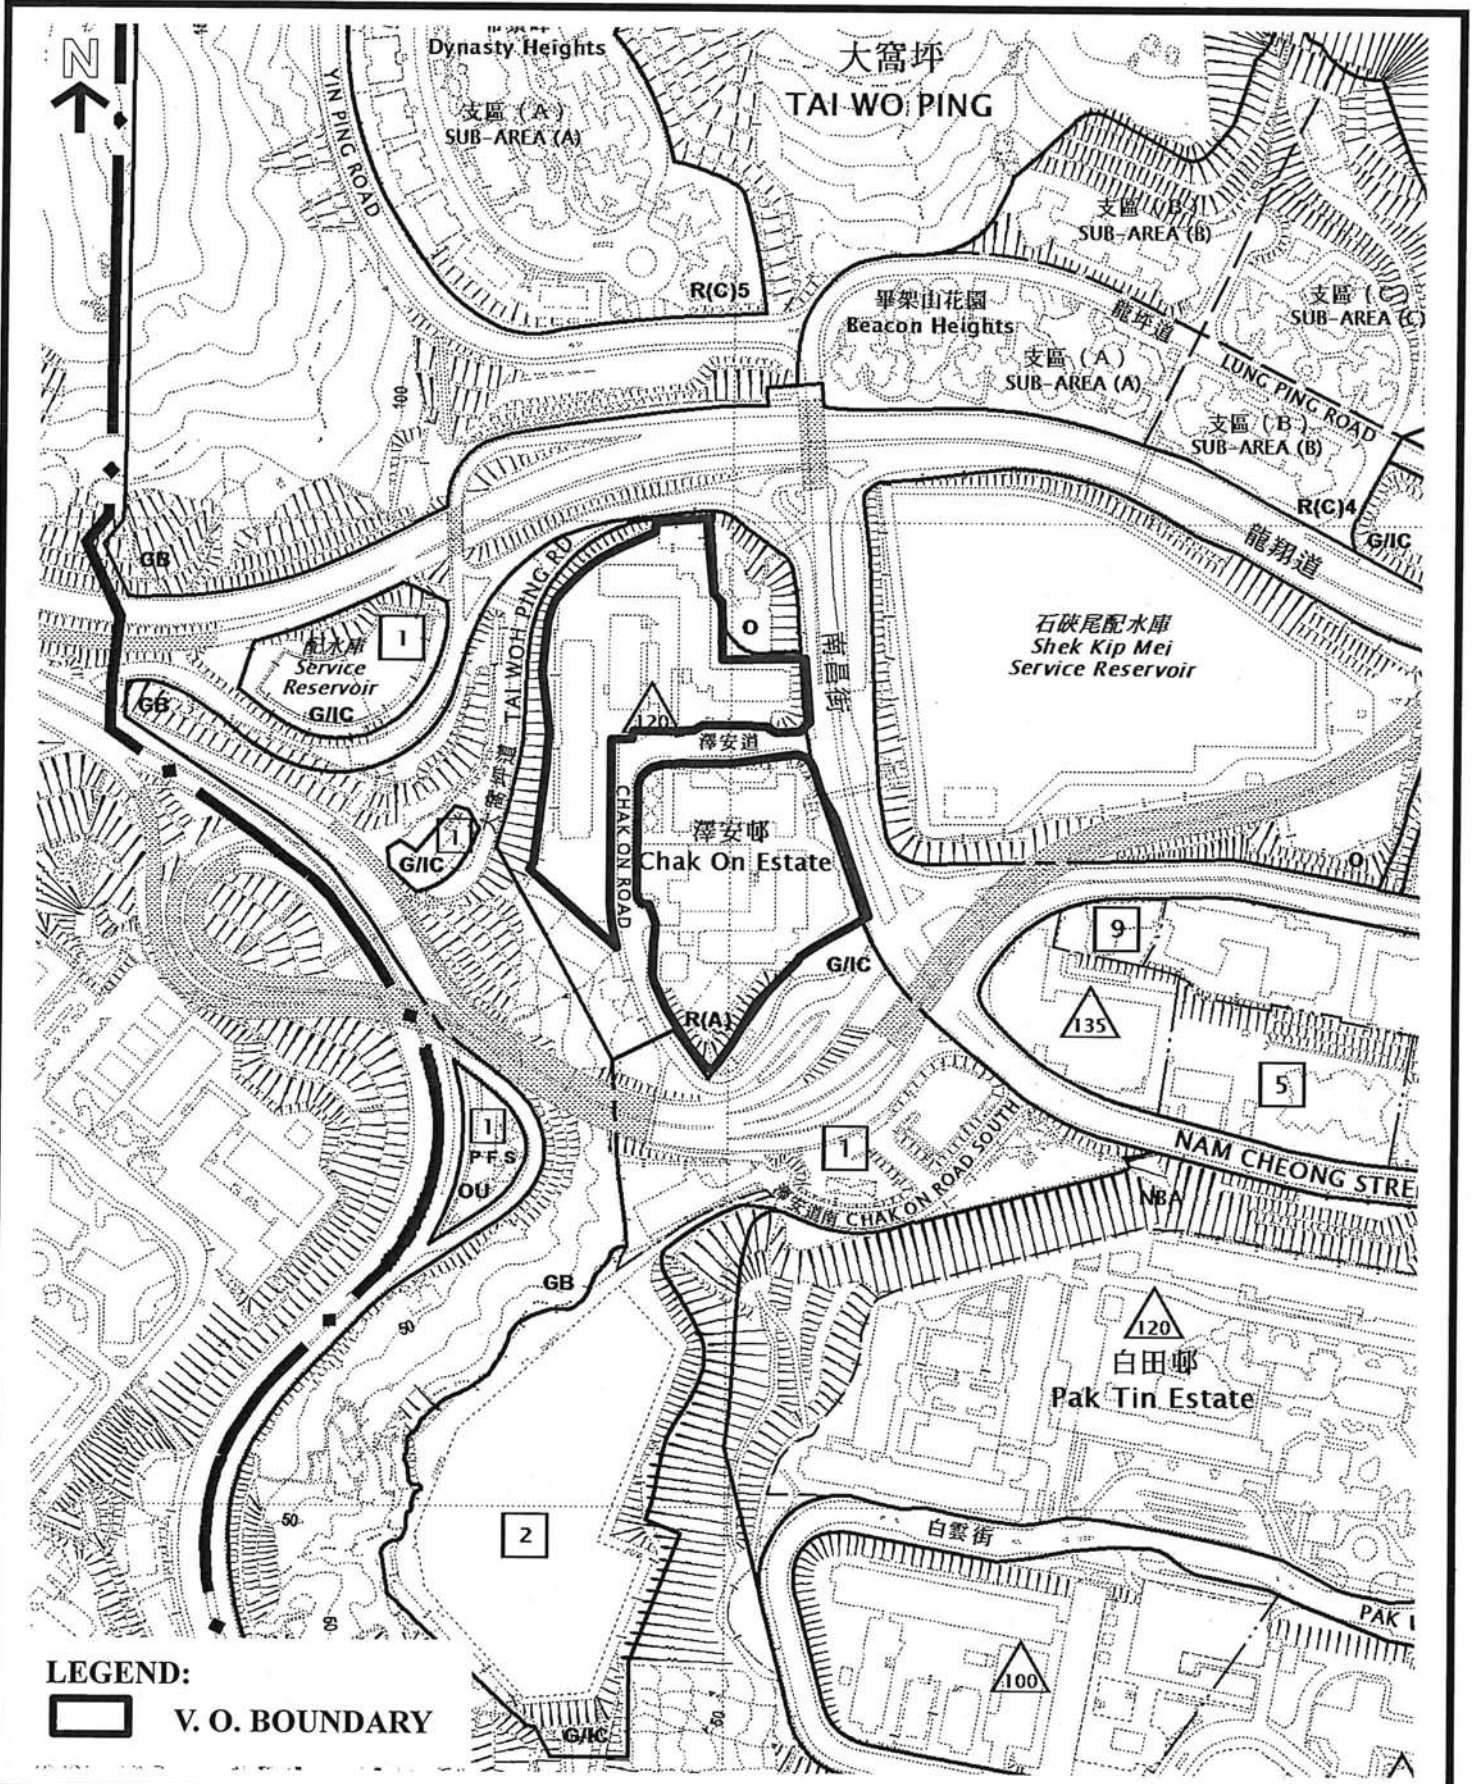 N
Dynasty Heights
支區（A）
SUB-AREA (A)
YIN PING ROAD
大窩坪
TAI WO PING
支區（B）
SUB-AREA (B)
R(C)5
畢架山花園
Beacon Heights
支區（A）
SUB-AREA (A)
龍坪道
LUNG PING ROAD
支區（C）
SUB-AREA (C)
支區（B）
SUB-AREA (B)
100
R(C)4
G/IC
龍翔道
GB
TAI WOH PING RD
大窩坪道
配水庫
Service
Reservoir
G/IC
1
GB
O
南昌街
石硤尾配水庫
Shek Kip Mei
Service Reservoir
120
澤安道
CHAK ON ROAD
澤安邨
Chak On Estate
1
G/IC
O
9
G/IC
R(A)
135
5
1
P F S
OU
1
NAM CHEONG STRE
澤安道南 CHAK ON ROAD SOUTH
NBA
GB
50
120
白田邨
Pak Tin Estate
2
50
白雲街
PAK
50
100
G/IC
50
LEGEND:
V. O. BOUNDARY